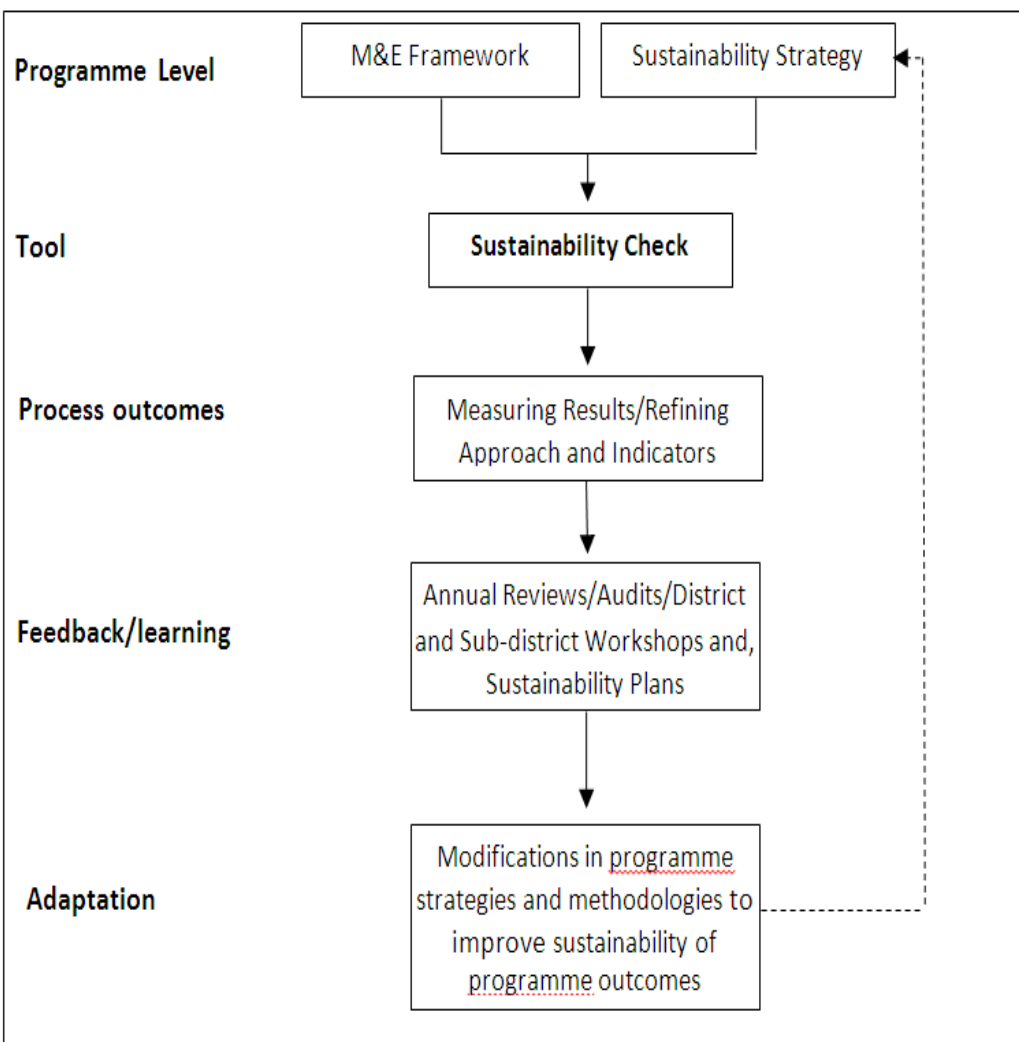 Programme Level
M&E Framework
Sustainability Strategy
Tool
Sustainability Check
Process outcomes
Measuring Results/Refining
Approach and Indicators
Feedback/learning
Annual Reviews/Audits/District
and Sub-district Workshops and,
Sustainability Plans
Adaptation
Modifications in programme
strategies and methodologies to
improve sustainability of
programme outcomes